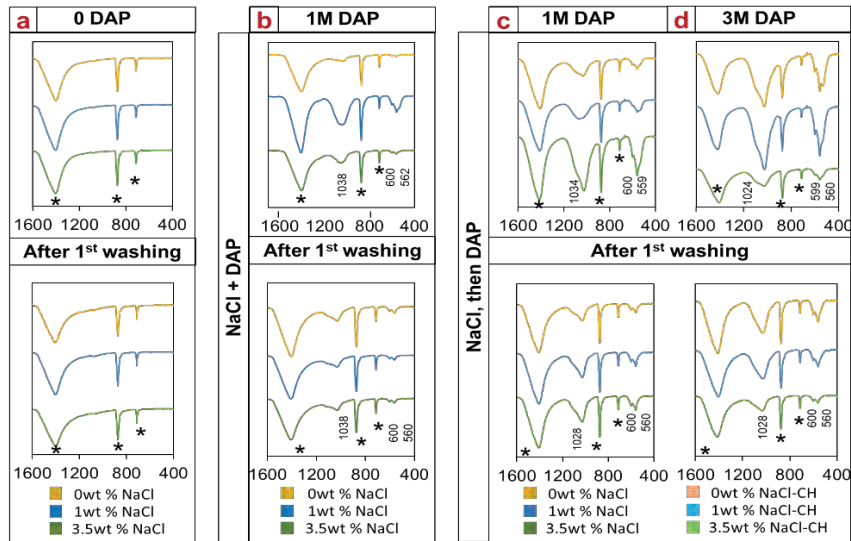 a
0 DAP
*
*
*
1600 1200 800 400
After 1st washing
*
*
*
1600 1200 800 400
0wt % NaCl
1wt % NaCl
3.5wt % NaCl
NaCl + DAP
b
1M DAP
*
1038
*
*
600
562
1600 1200 800 400
After 1st washing
*
1038
*
*
600
560
1600 1200 800 400
0wt % NaCl
1wt % NaCl
3.5wt % NaCl
NaCl, then DAP
c
1M DAP
*
1034
*
*
600
559
1600 1200 800 400
d
3M DAP
*
1024
*
*
599
560
1600 1200 800 400
After 1st washing
*
1028
*
*
600
560
1600 1200 800 400
0wt % NaCl
1wt % NaCl
3.5wt % NaCl
*
1028
*
*
600
560
1600 1200 800 400
0wt % NaCl-CH
1wt % NaCl-CH
3.5wt % NaCl-CH